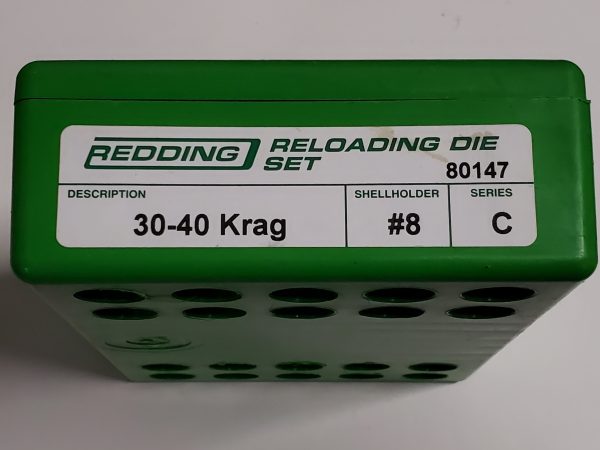 REDDING RELOADING DIE
SET 80147
DESCRIPTION SHELLHOLDER SERIES
30-40 Krag #8 C